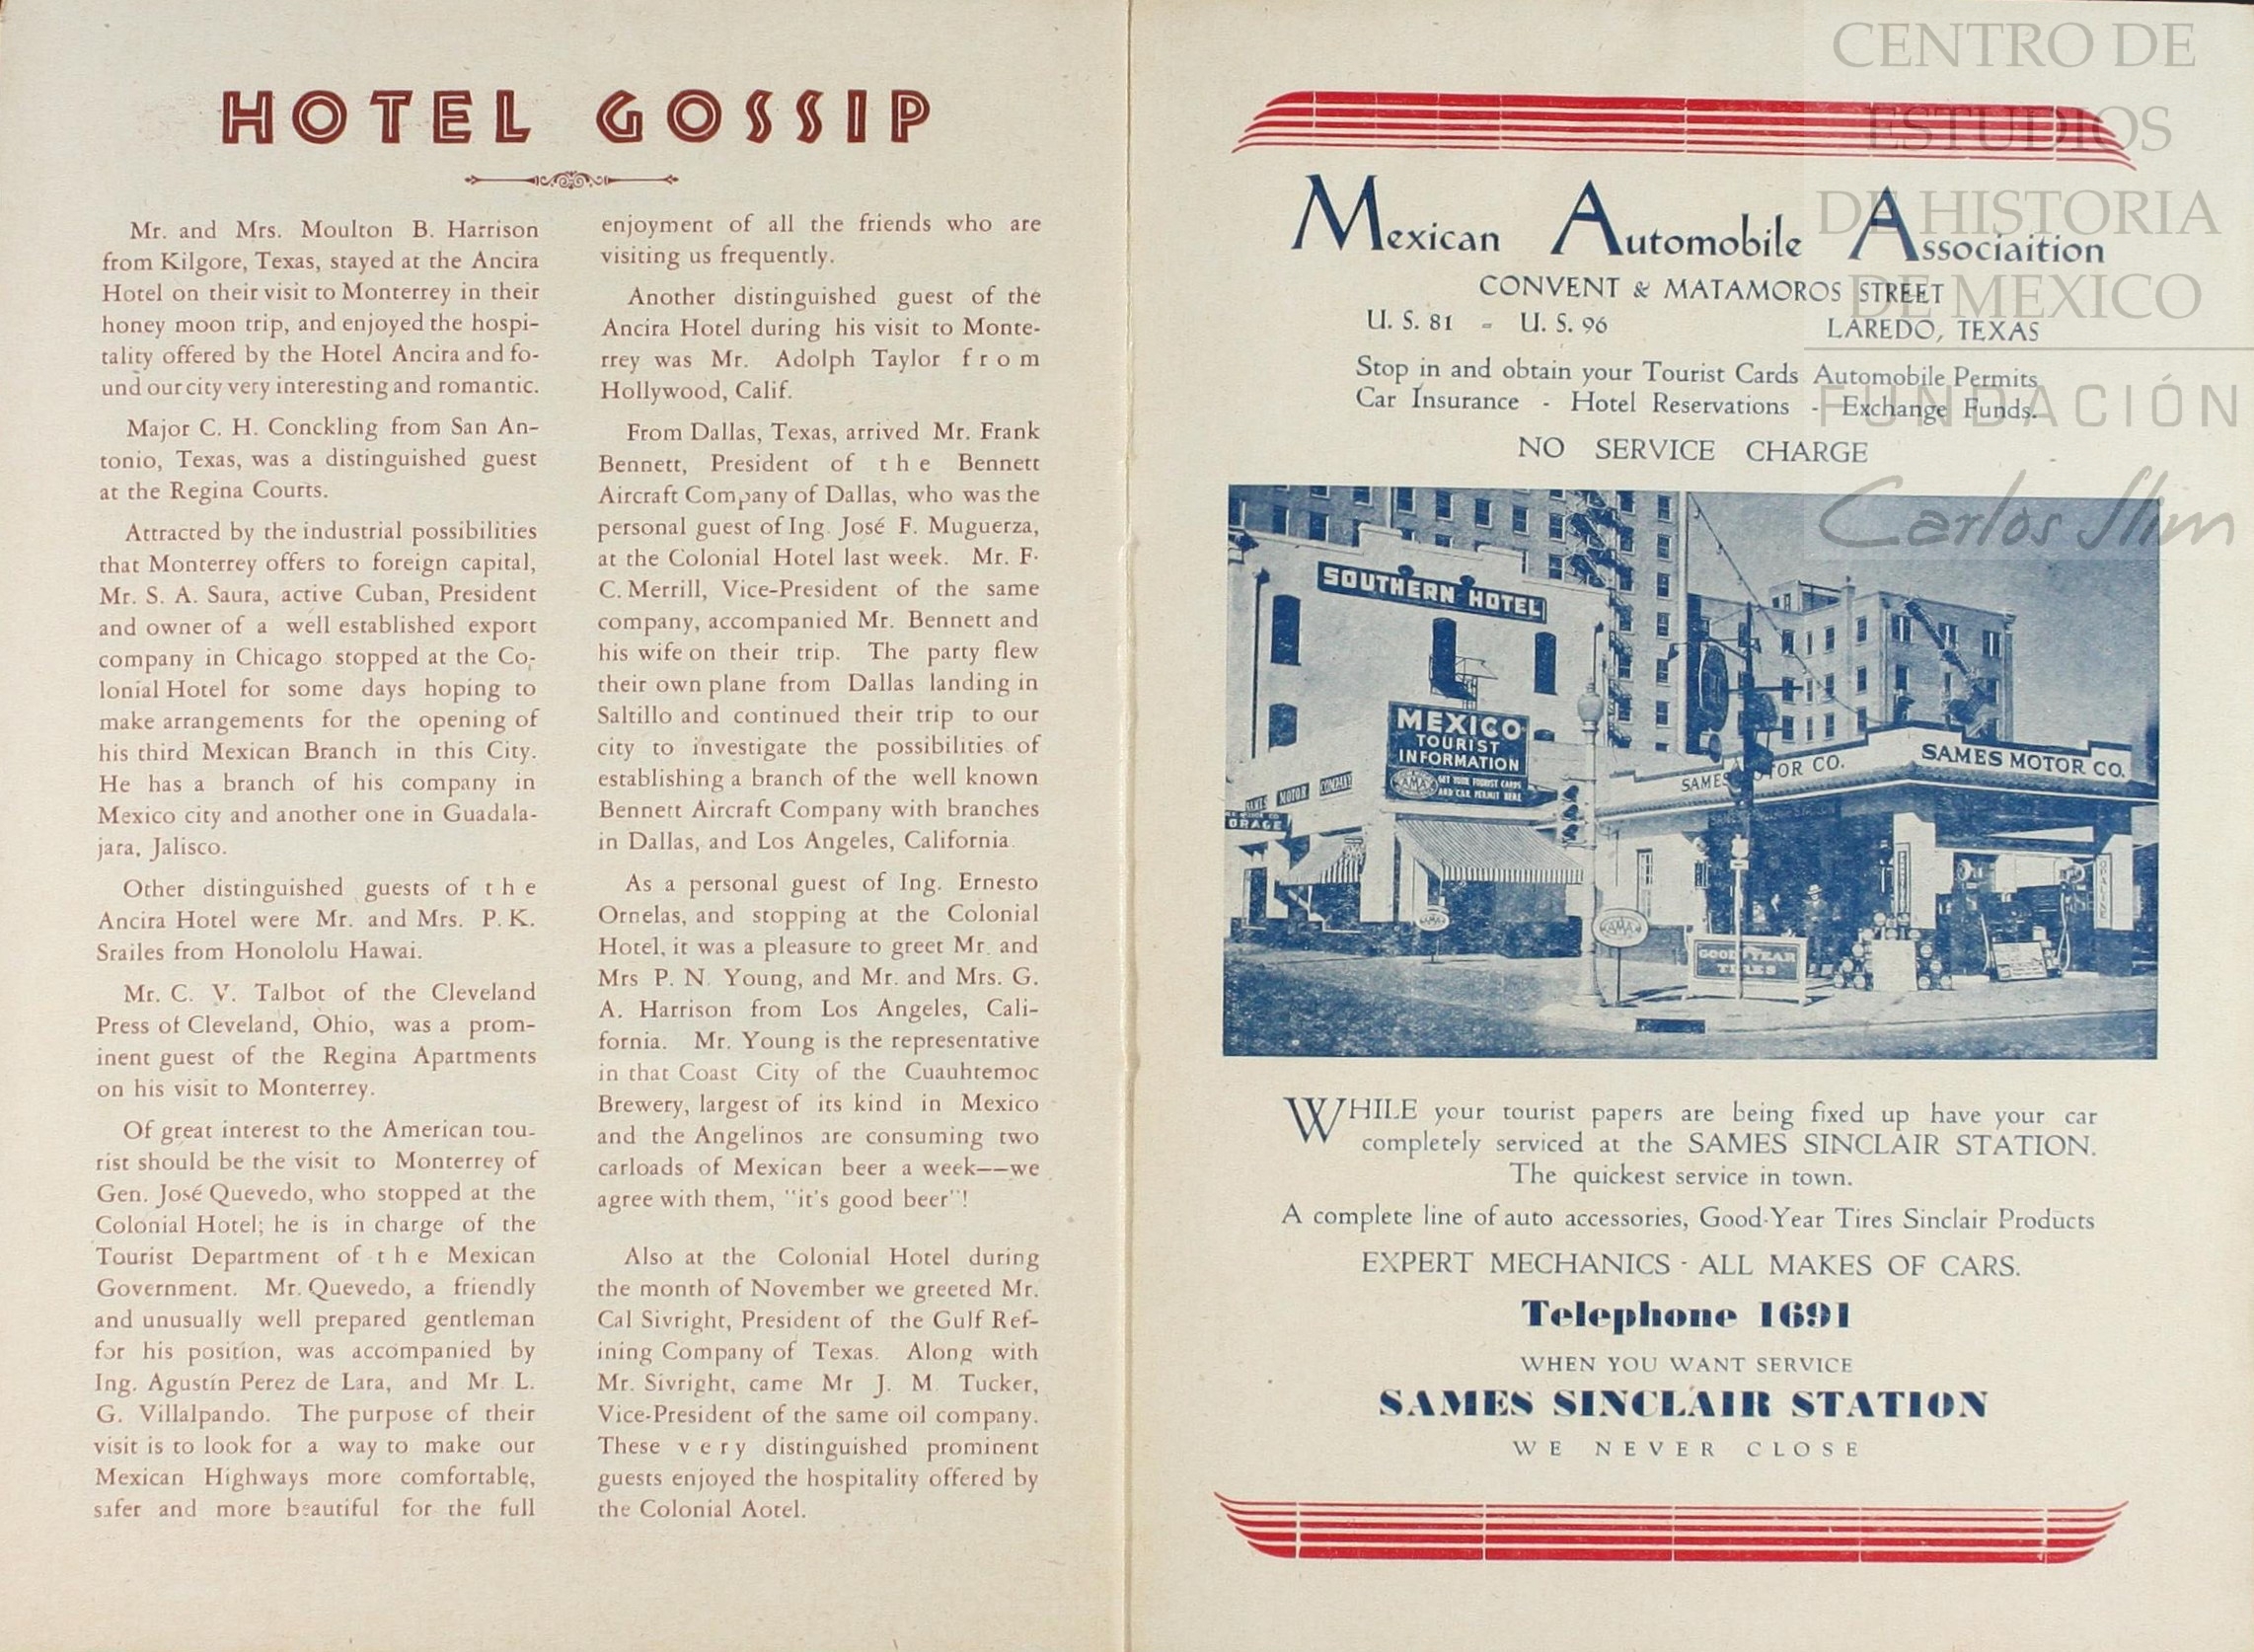 HOTEL GOSSIP
Mr. and Mrs. Moulton B. Harrison
from Kilgore, Texas, stayed at the Ancira
Hotel on their visit to Monterrey in their
honey moon trip, and enjoyed the hospi-
tality offered by the Hotel Ancira and fo-
und our city very interesting and romantic.
Major C. H. Conckling from San An-
tonio, Texas, was a distinguished guest
at the Regina Courts.
Attracted by the industrial possibilities
that Monterrey offers to foreign capital,
Mr. S. A. Saura, active Cuban, President
and owner of a well established export
company in Chicago stopped at the Co-
lonial Hotel for some days hoping to
make arrangements for the opening of
his third Mexican Branch in this City.
He has a branch of his company in
Mexico city and another one in Guadala-
jara, Jalisco.
Other distinguished guests of the
Ancira Hotel were Mr. and Mrs. P. K.
Srailes from Honololu Hawai.
Mr. C. V. Talbot of the Cleveland
Press of Cleveland, Ohio, was a prom-
inent guest of the Regina Apartments
on his visit to Monterrey.
Of great interest to the American tou-
rist should be the visit to Monterrey of
Gen. José Quevedo, who stopped at the
Colonial Hotel; he is in charge of the
Tourist Department of the Mexican
Government. Mr. Quevedo, a friendly
and unusually well prepared gentleman
for his position, was accompanied by
Ing. Agustín Perez de Lara, and Mr L.
G. Villalpando. The purpose of their
visit is to look for a way to make our
Mexican Highways more comfortable,
safer and more beautiful for the full
enjoyment of all the friends who are
visiting us frequently.
Another distinguished guest of the
Ancira Hotel during his visit to Monte-
rrey was Mr. Adolph Taylor from
Hollywood, Calif.
From Dallas, Texas, arrived Mr. Frank
Bennett, President of the Bennett
Aircraft Company of Dallas, who was the
personal guest of Ing. José F. Muguerza,
at the Colonial Hotel last week. Mr. F.
C. Merrill, Vice-President of the same
company, accompanied Mr. Bennett and
his wife on their trip. The party flew
their own plane from Dallas landing in
Saltillo and continued their trip to our
city to investigate the possibilities of
establishing a branch of the well known
Bennett Aircraft Company with branches
in Dallas, and Los Angeles, California.
As a personal guest of Ing. Ernesto
Ornelas, and stopping at the Colonial
Hotel, it was a pleasure to greet Mr. and
Mrs P. N. Young, and Mr. and Mrs. G.
A. Harrison from Los Angeles, Cali-
fornia. Mr. Young is the representative
in that Coast City of the Cuauhtemoc
Brewery, largest of its kind in Mexico
and the Angelinos are consuming two
carloads of Mexican beer a week--we
agree with them, "it's good beer"!
Also at the Colonial Hotel during
the month of November we greeted Mr.
Cal Sivright, President of the Gulf Ref-
ining Company of Texas. Along with
Mr. Sivright, came Mr J. M. Tucker,
Vice-President of the same oil company.
These very distinguished prominent
guests enjoyed the hospitality offered by
the Colonial Aotel.
Mexican Automobile Associaition
CONVENT & MATAMOROS STREET
U. S. 81 - U. S. 96 LAREDO, TEXAS
Stop in and obtain your Tourist Cards Automobile Permits
Car Insurance - Hotel Reservations - Exchange Funds.
NO SERVICE CHARGE
SOUTHERN HOTEL
MEXICO
TOURIST
INFORMATION
AMA GET YOUR TOURIST CARDS
AND CAR PERMIT HERE
SAMES MOTOR COMPANY
SAMES MOTOR CO.
SAMES MOTOR CO.
AMA
AMA
GOOD YEAR
TIRES
OPALINE
WHILE your tourist papers are being fixed up have your car
completely serviced at the SAMES SINCLAIR STATION.
The quickest service in town.
A complete line of auto accessories, Good-Year Tires Sinclair Products
EXPERT MECHANICS - ALL MAKES OF CARS.
Telephone 1691
WHEN YOU WANT SERVICE
SAMES SINCLAIR STATION
WE NEVER CLOSE
CENTRO DE
ESTUDIOS
DE HISTORIA
DE MEXICO
FUNDACIÓN
Carlos Slim